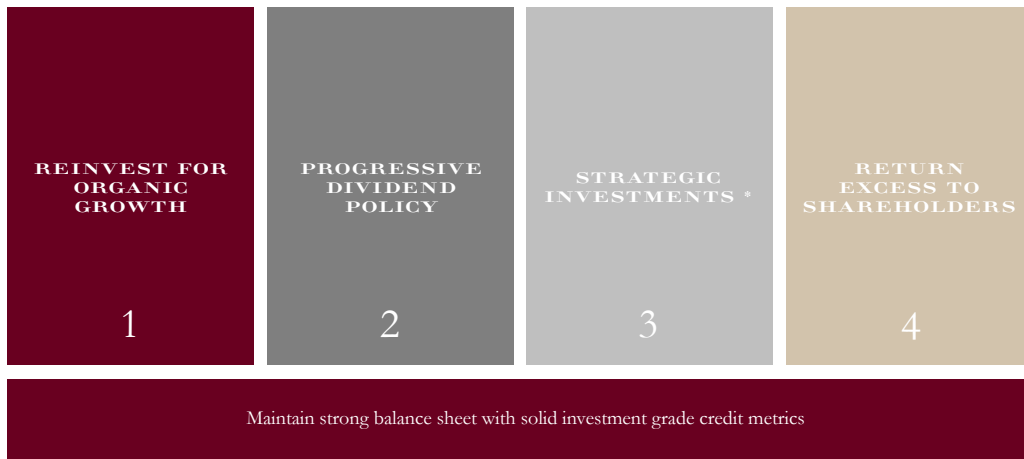 REINVEST FOR
ORGANIC
GROWTH
1
PROGRESSIVE
DIVIDEND
POLICY
2
STRATEGIC
INVESTMENTS *
3
RETURN
EXCESS TO
SHAREHOLDERS
4
Maintain strong balance sheet with solid investment grade credit metrics